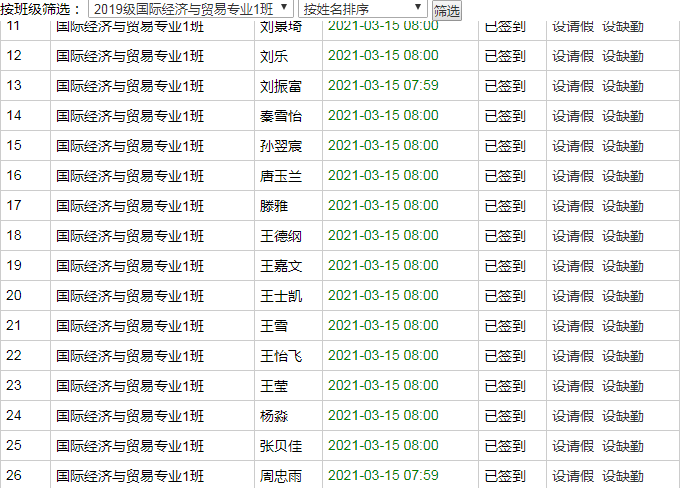 按班级筛选： 2019级国际经济与贸易专业1班 按姓名排序 筛选
11 国际经济与贸易专业1班 刘景琦 2021-03-15 08:00 已签到 设请假 设缺勤
12 国际经济与贸易专业1班 刘乐 2021-03-15 08:00 已签到 设请假 设缺勤
13 国际经济与贸易专业1班 刘振富 2021-03-15 07:59 已签到 设请假 设缺勤
14 国际经济与贸易专业1班 秦雪怡 2021-03-15 08:00 已签到 设请假 设缺勤
15 国际经济与贸易专业1班 孙翌宸 2021-03-15 08:00 已签到 设请假 设缺勤
16 国际经济与贸易专业1班 唐玉兰 2021-03-15 08:00 已签到 设请假 设缺勤
17 国际经济与贸易专业1班 滕雅 2021-03-15 08:00 已签到 设请假 设缺勤
18 国际经济与贸易专业1班 王德纲 2021-03-15 08:00 已签到 设请假 设缺勤
19 国际经济与贸易专业1班 王嘉文 2021-03-15 08:00 已签到 设请假 设缺勤
20 国际经济与贸易专业1班 王士凯 2021-03-15 08:00 已签到 设请假 设缺勤
21 国际经济与贸易专业1班 王雪 2021-03-15 08:00 已签到 设请假 设缺勤
22 国际经济与贸易专业1班 王怡飞 2021-03-15 08:00 已签到 设请假 设缺勤
23 国际经济与贸易专业1班 王莹 2021-03-15 08:00 已签到 设请假 设缺勤
24 国际经济与贸易专业1班 杨淼 2021-03-15 08:00 已签到 设请假 设缺勤
25 国际经济与贸易专业1班 张贝佳 2021-03-15 08:00 已签到 设请假 设缺勤
26 国际经济与贸易专业1班 周忠雨 2021-03-15 07:59 已签到 设请假 设缺勤